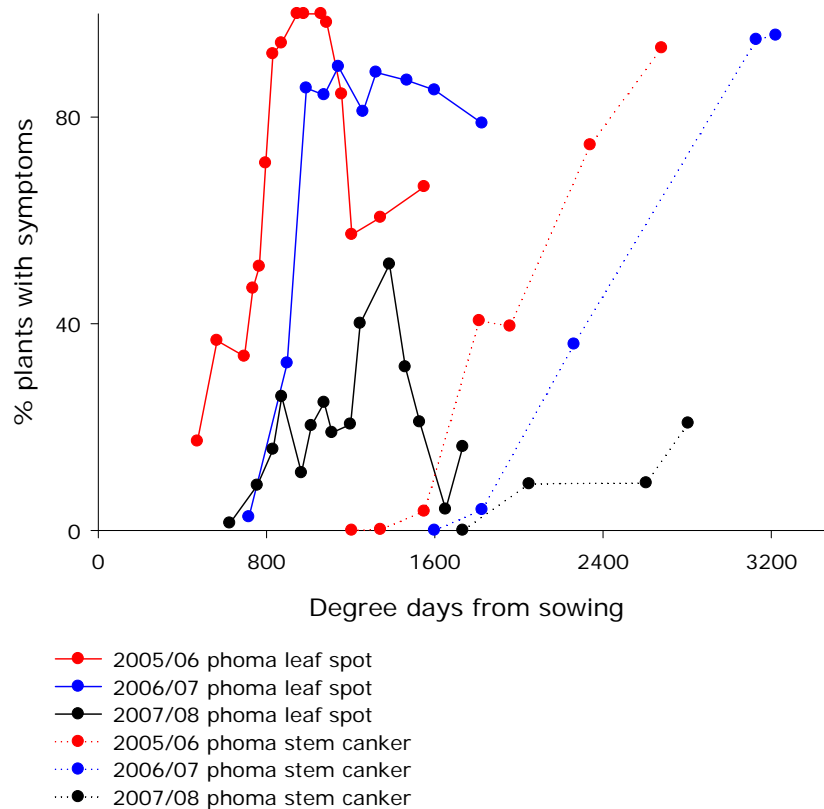 80
40
0
% plants with symptoms
0 800 1600 2400 3200
Degree days from sowing
2005/06 phoma leaf spot
2006/07 phoma leaf spot
2007/08 phoma leaf spot
2005/06 phoma stem canker
2006/07 phoma stem canker
2007/08 phoma stem canker